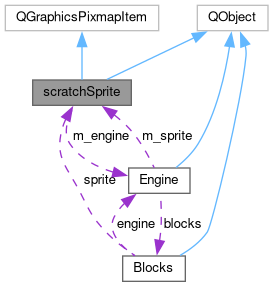 QGraphicsPixmapItem
QObject
scratchSprite
m_engine
m_sprite
sprite
Engine
engine
blocks
Blocks